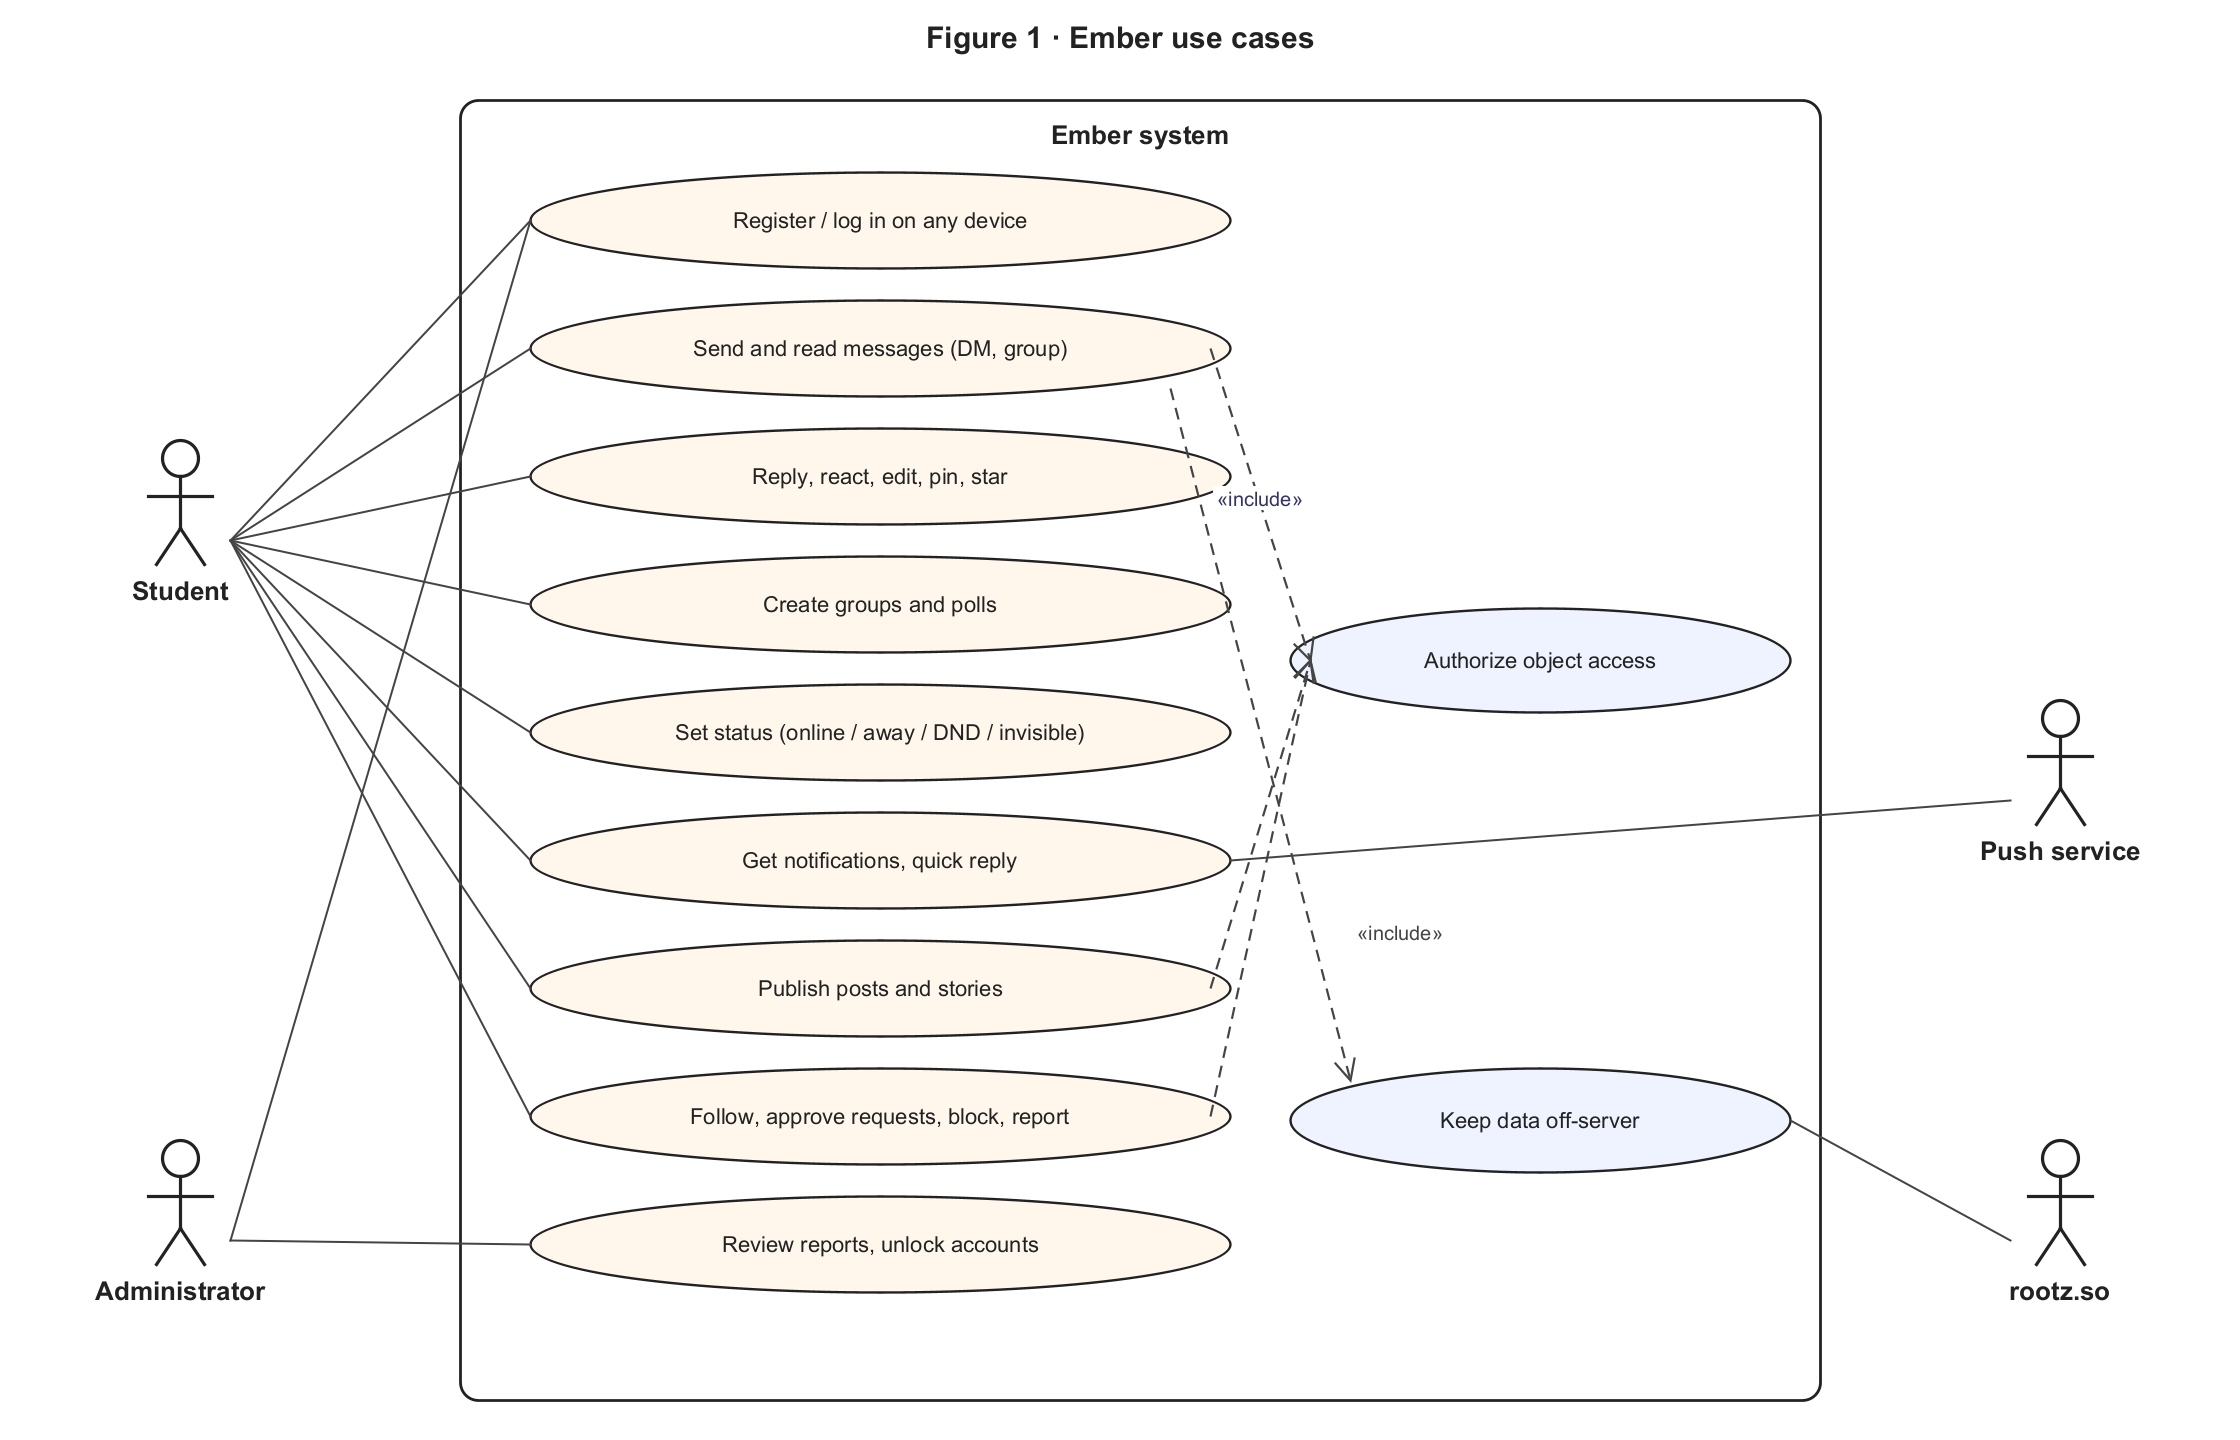 Figure 1 · Ember use cases
Ember system
Register / log in on any device
Send and read messages (DM, group)
Reply, react, edit, pin, star
«include»
Create groups and polls
Student
Authorize object access
Set status (online / away / DND / invisible)
Get notifications, quick reply
Push service
«include»
Publish posts and stories
Follow, approve requests, block, report
Keep data off-server
Review reports, unlock accounts
Administrator
rootz.so